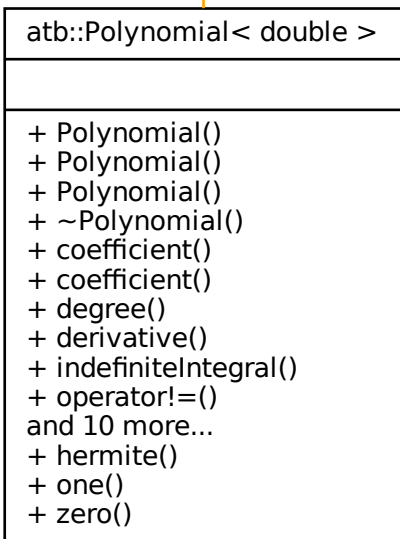 atb::Polynomial< double >
+ Polynomial()
+ Polynomial()
+ Polynomial()
+ ~Polynomial()
+ coefficient()
+ coefficient()
+ degree()
+ derivative()
+ indefiniteIntegral()
+ operator!=()
and 10 more...
+ hermite()
+ one()
+ zero()